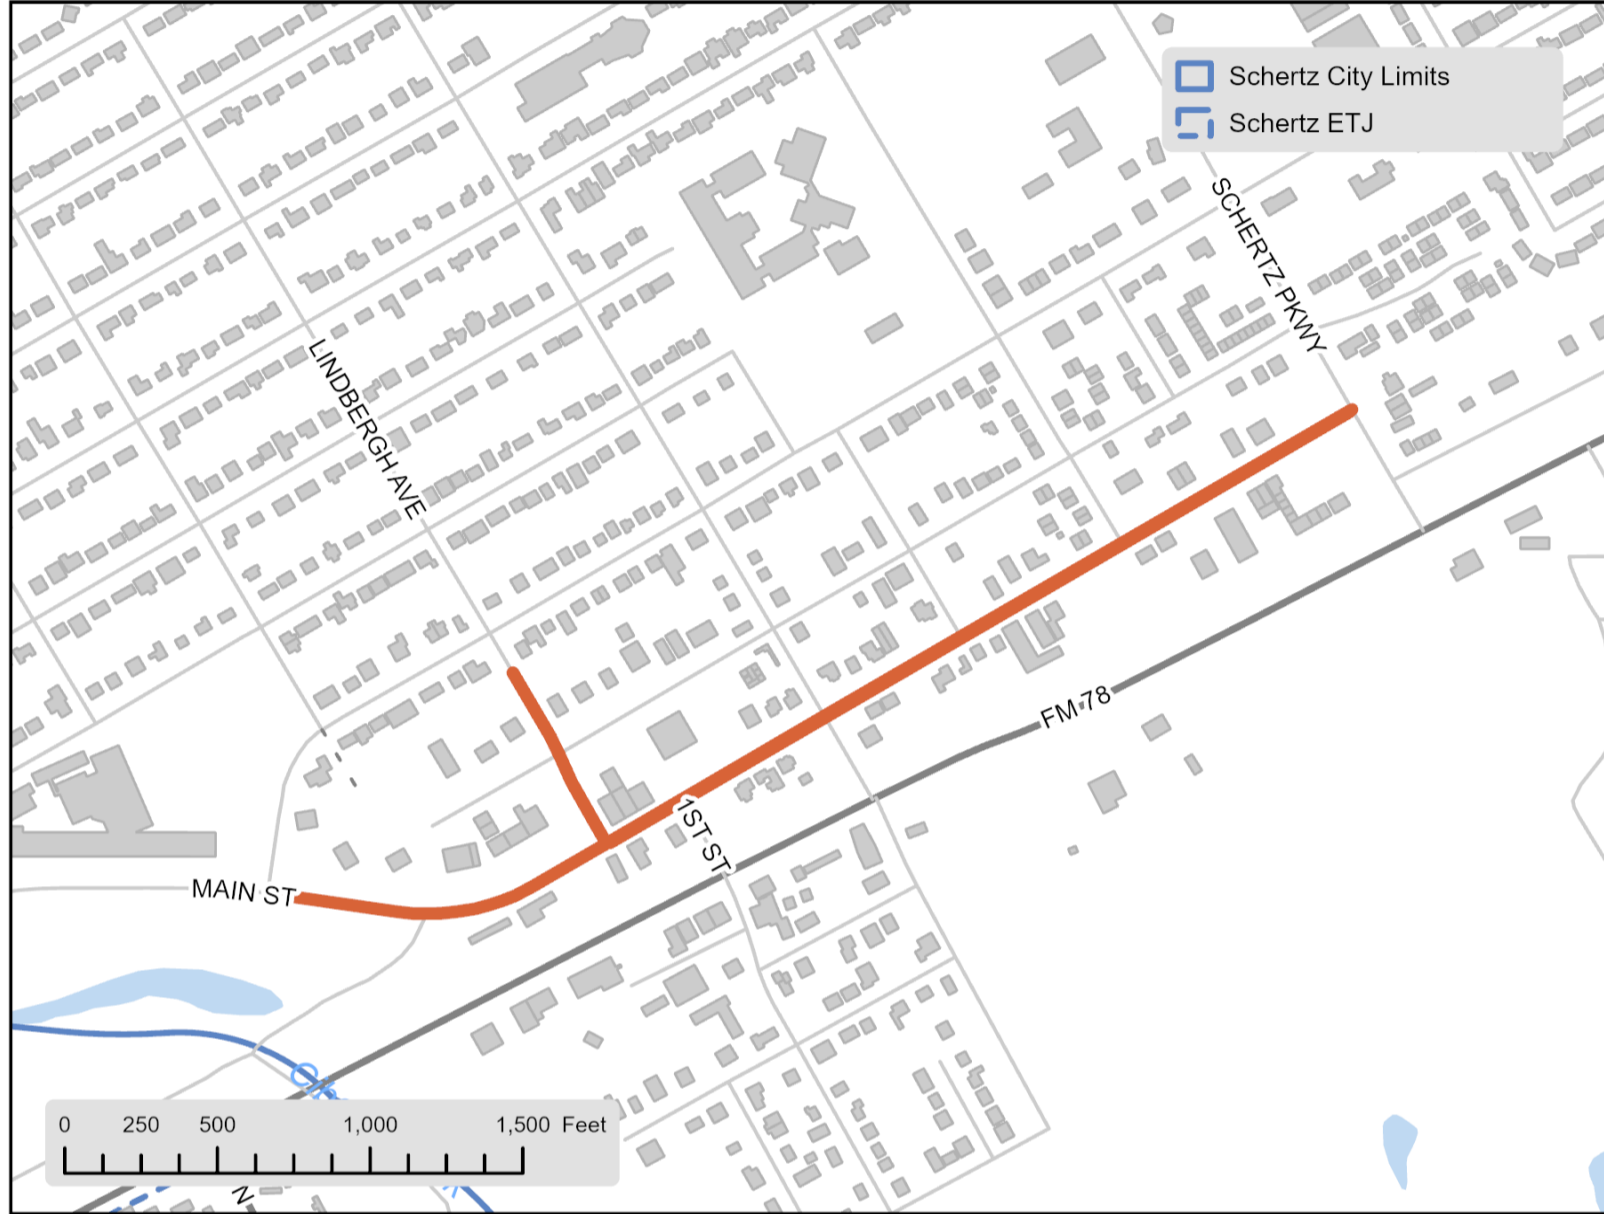 Schertz City Limits
Schertz ETJ
SCHERTZ PKWY
LINDBERGH AVE
FM 78
1ST ST
MAIN ST
0 250 500 1,000 1,500 Feet
N